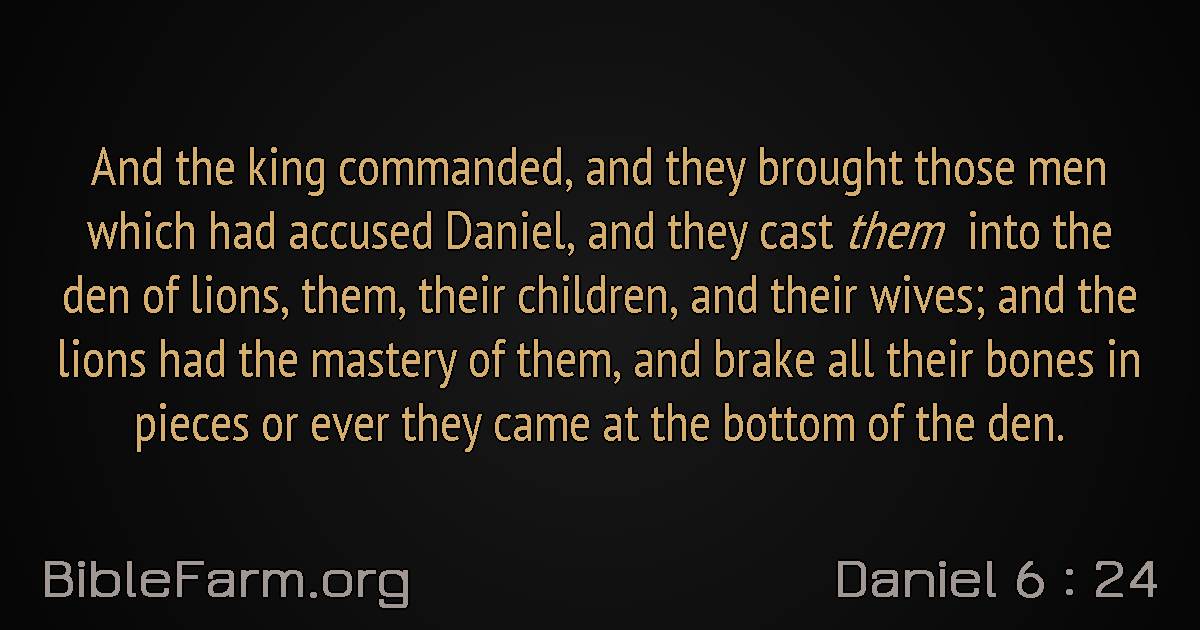 And the king commanded, and they brought those men
which had accused Daniel, and they cast them into the
den of lions, them, their children, and their wives; and the
lions had the mastery of them, and brake all their bones in
pieces or ever they came at the bottom of the den.
BibleFarm.org
Daniel 6 : 24